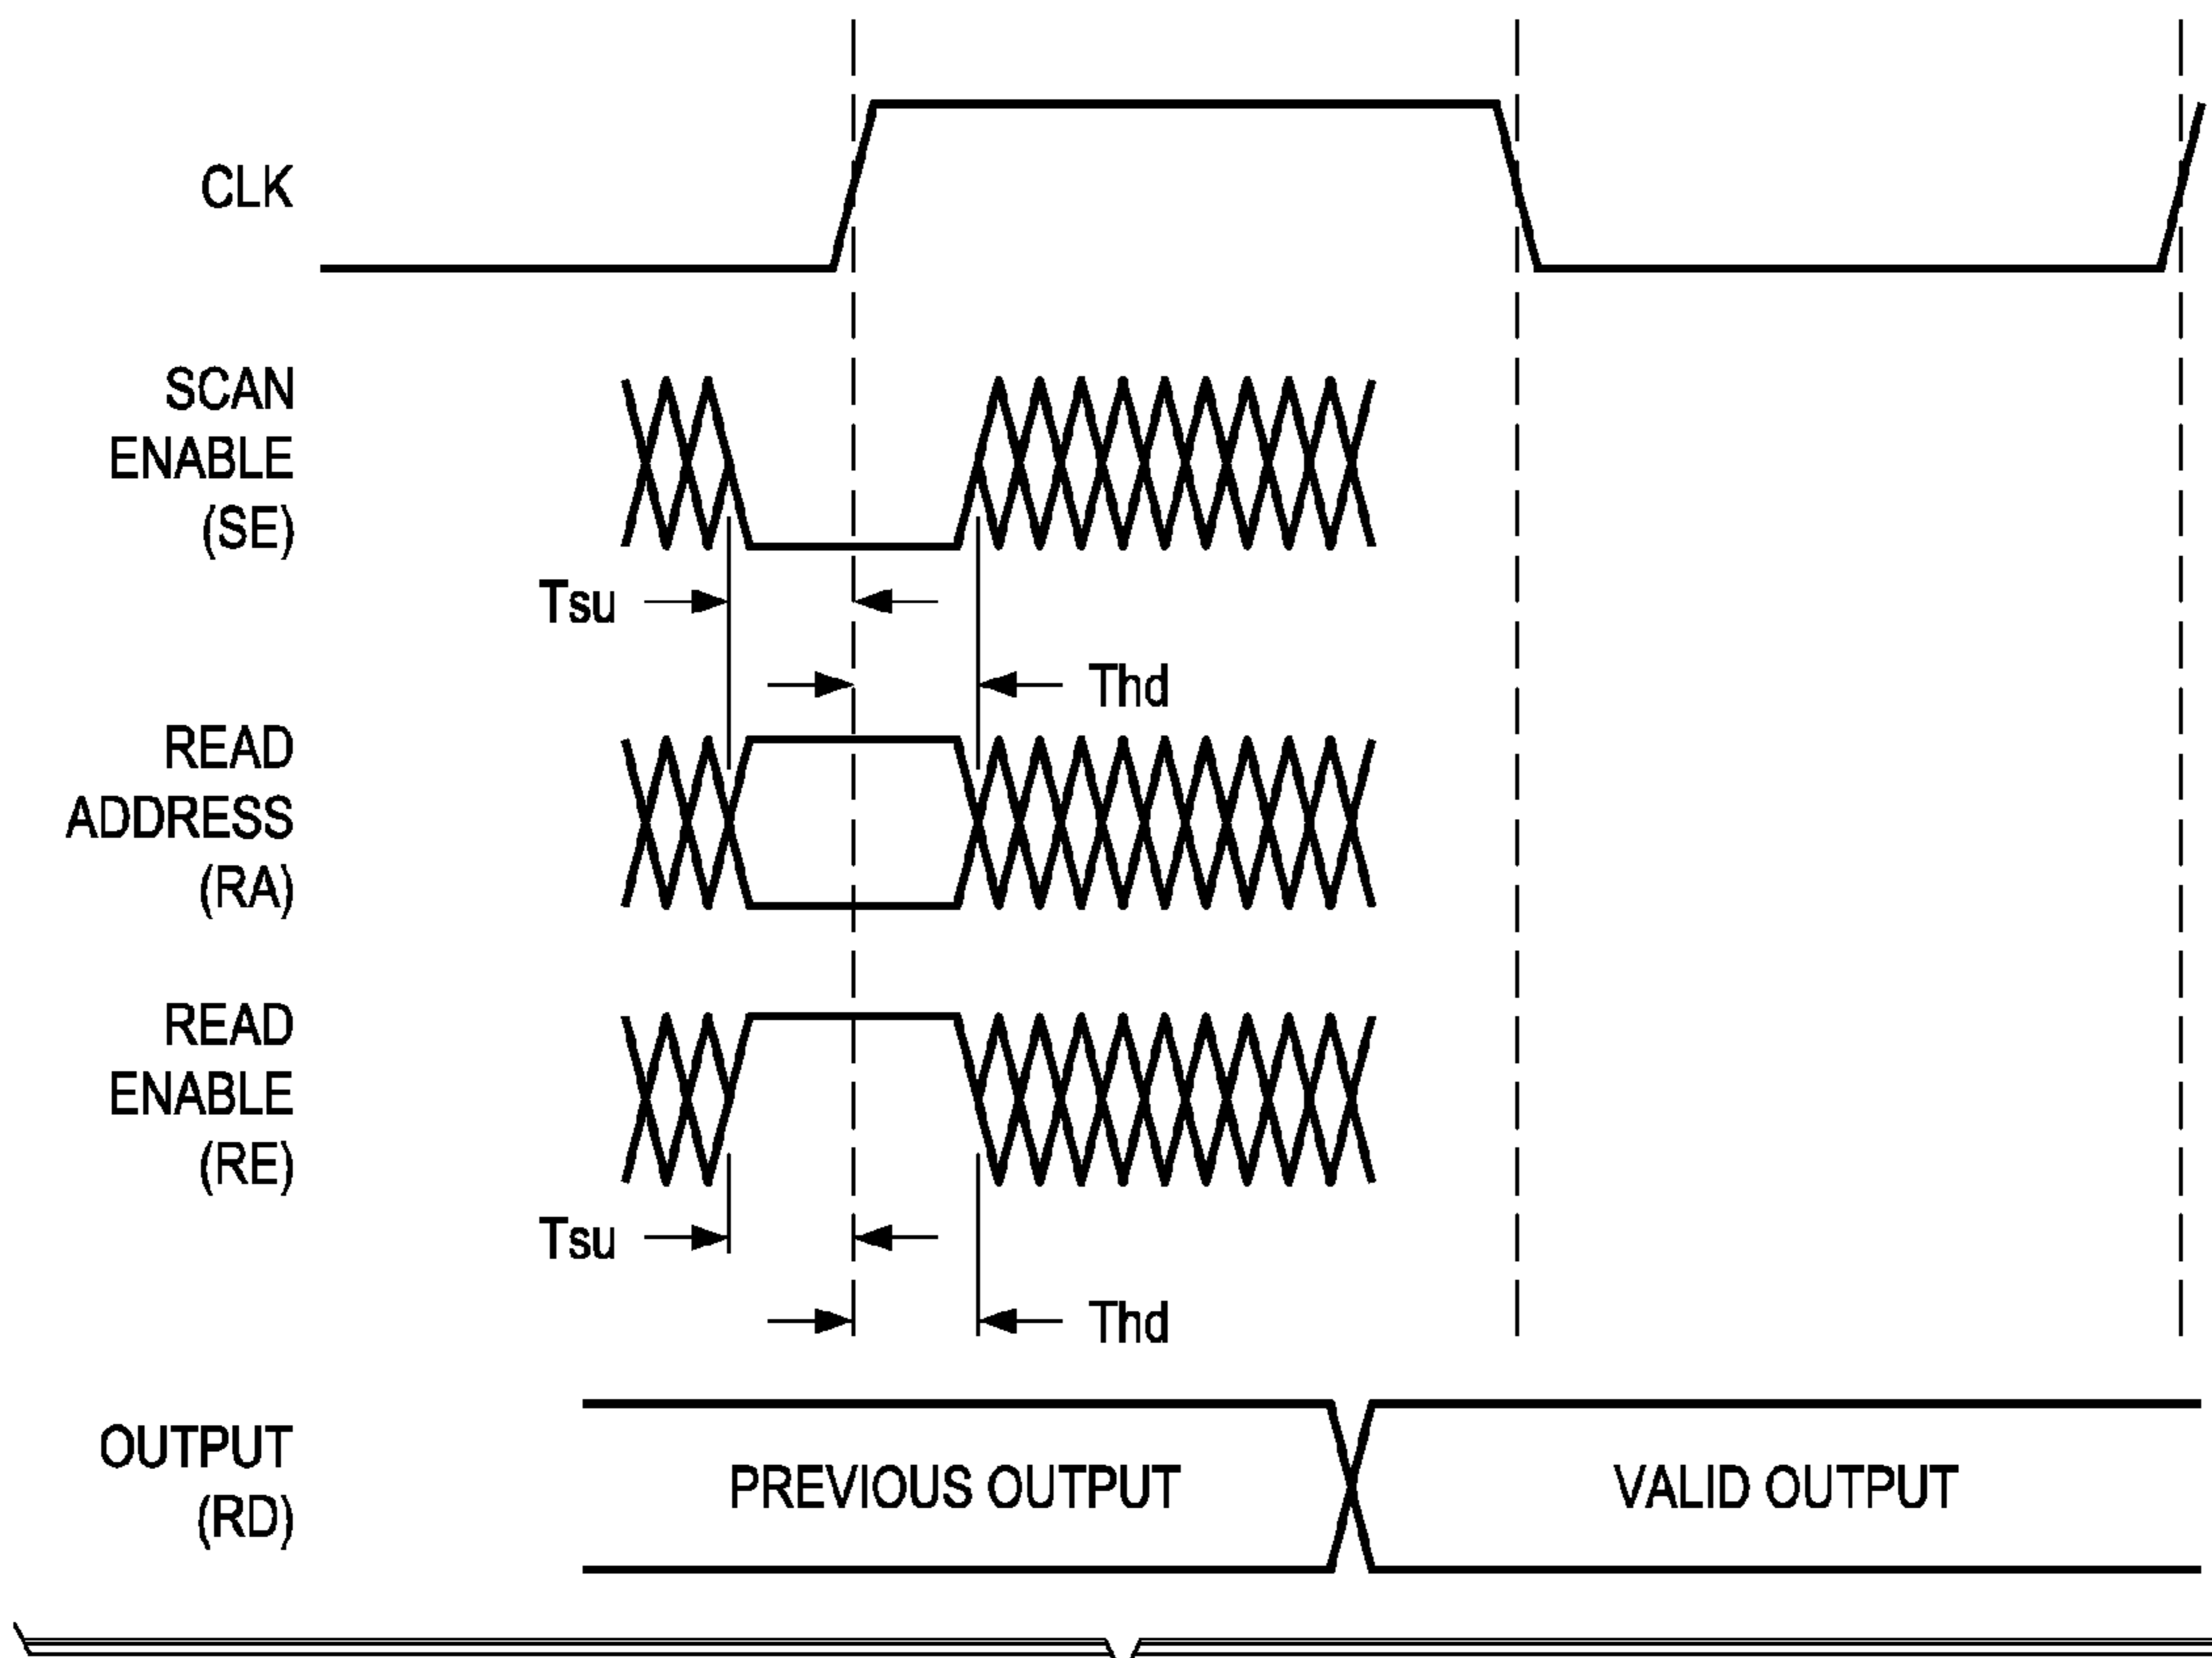 CLK
SCAN
ENABLE
(SE)
Tsu
Thd
READ
ADDRESS
(RA)
READ
ENABLE
(RE)
Tsu
Thd
OUTPUT
(RD)
PREVIOUS OUTPUT
VALID OUTPUT